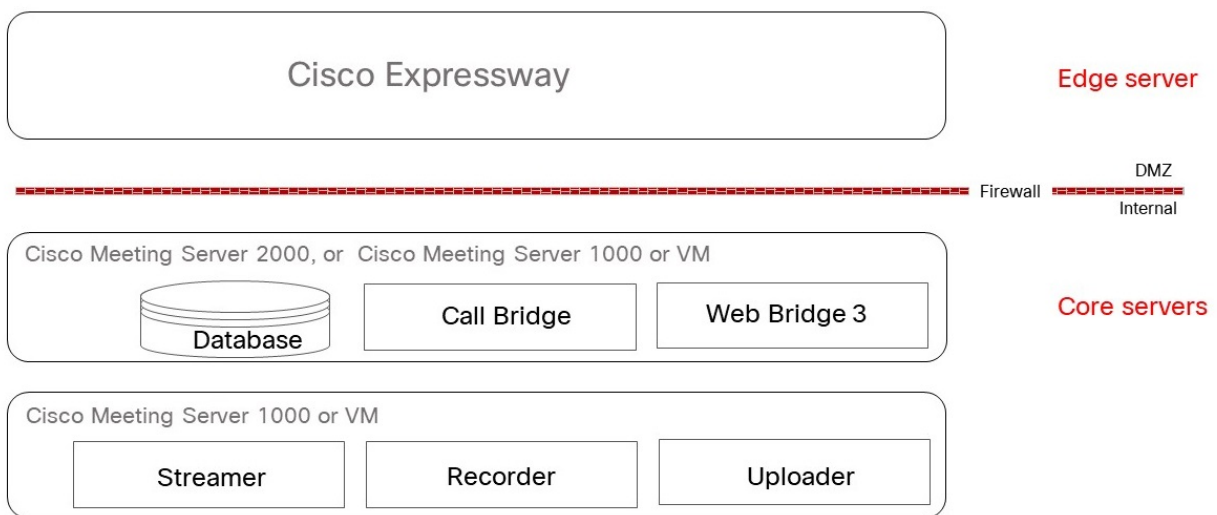 Cisco Expressway
Edge server
DMZ
Firewall
Internal
Cisco Meeting Server 2000, or Cisco Meeting Server 1000 or VM
Database
Call Bridge
Web Bridge 3
Core servers
Cisco Meeting Server 1000 or VM
Streamer
Recorder
Uploader